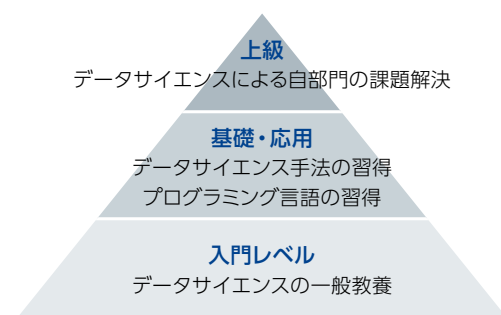 上級
データサイエンスによる自部門の課題解決
基礎・応用
データサイエンス手法の習得
プログラミング言語の習得
入門レベル
データサイエンスの一般教養